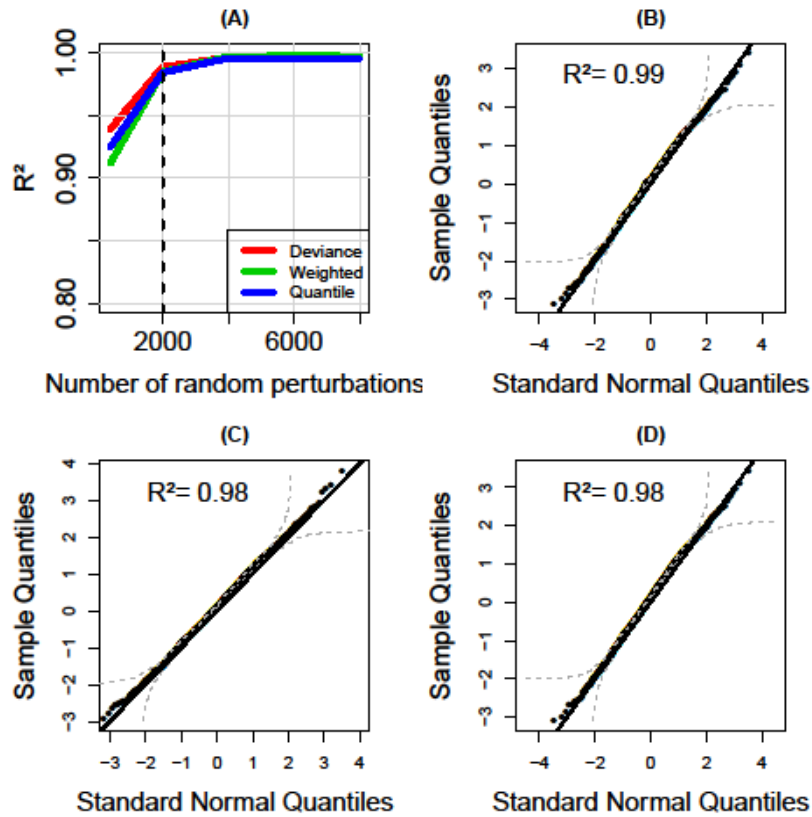 (A)
1.00
0.90
0.80
R²
Deviance
Weighted
Quantile
2000 6000
Number of random perturbations
(B)
R²= 0.99
3
2
1
0
-1
-2
-3
Sample Quantiles
-4 -2 0 2 4
Standard Normal Quantiles
(C)
R²= 0.98
4
3
2
1
0
-1
-2
-3
Sample Quantiles
-3 -2 -1 0 1 2 3 4
Standard Normal Quantiles
(D)
R²= 0.98
3
2
1
0
-1
-2
-3
Sample Quantiles
-4 -2 0 2 4
Standard Normal Quantiles